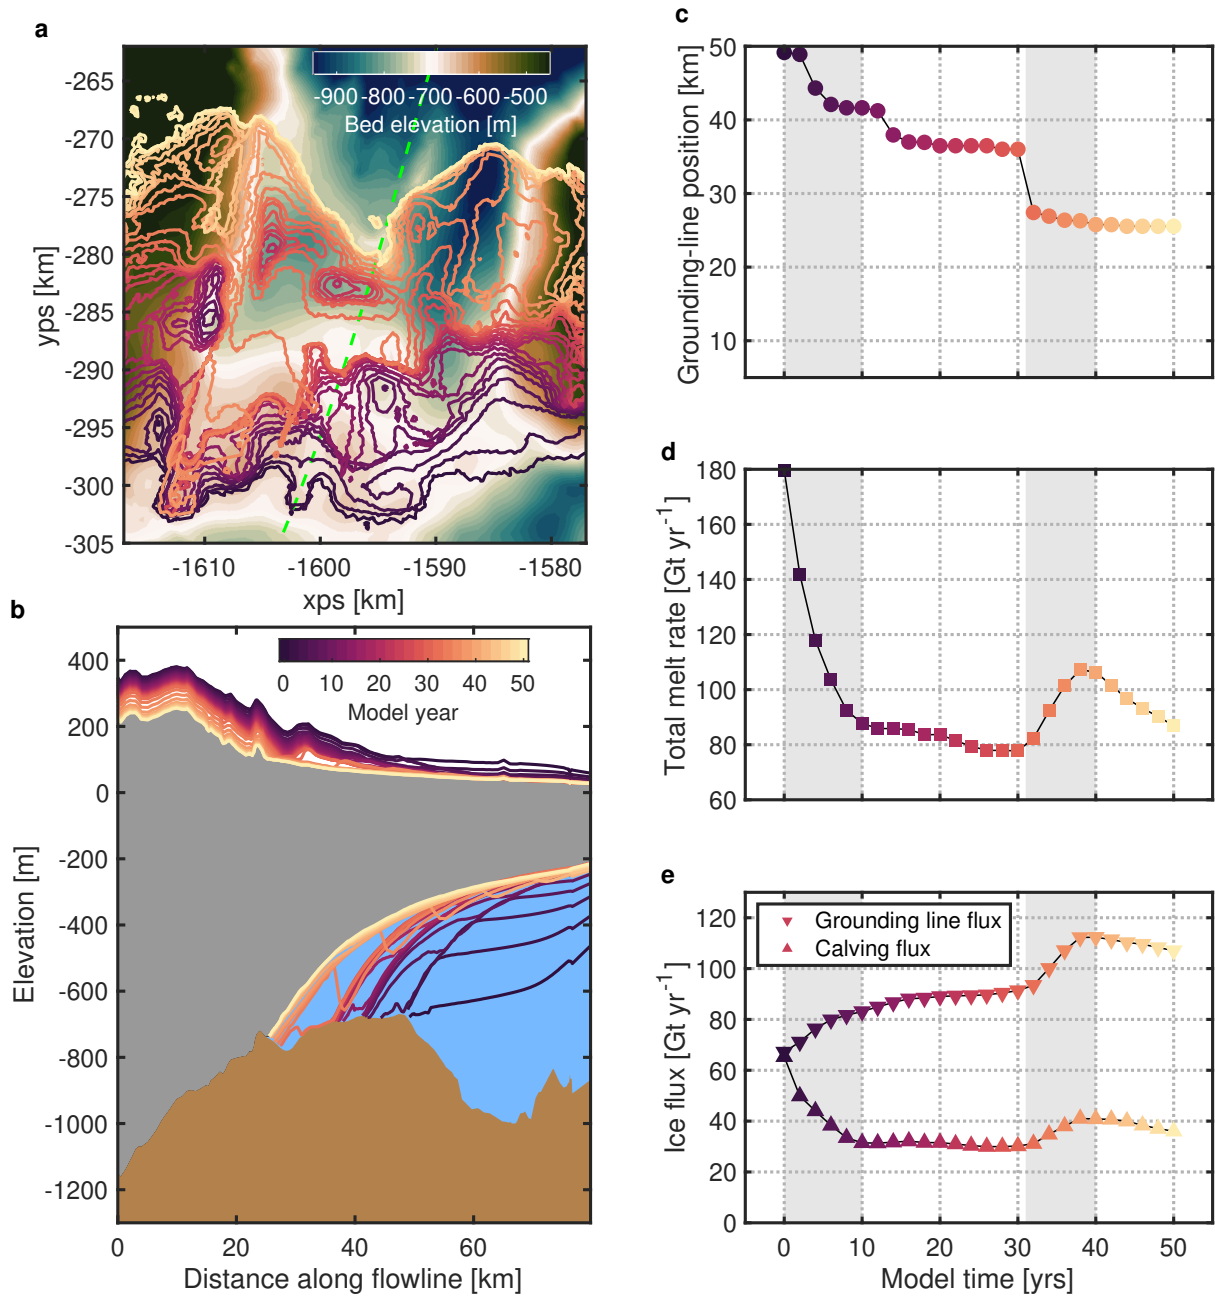 a
-265
-270
-275
-280
-285
-290
-295
-300
-305
yps [km]
-900 -800 -700 -600 -500
Bed elevation [m]
-1610 -1600 -1590 -1580
xps [km]
b
400
200
0
-200
-400
-600
-800
-1000
-1200
Elevation [m]
0 10 20 30 40 50
Model year
0 20 40 60
Distance along flowline [km]
c
50
40
30
20
10
Grounding-line position [km]
d
180
160
140
120
100
80
60
Total melt rate [Gt yr⁻¹]
e
120
100
80
60
40
20
0
Ice flux [Gt yr⁻¹]
Grounding line flux
Calving flux
0 10 20 30 40 50
Model time [yrs]